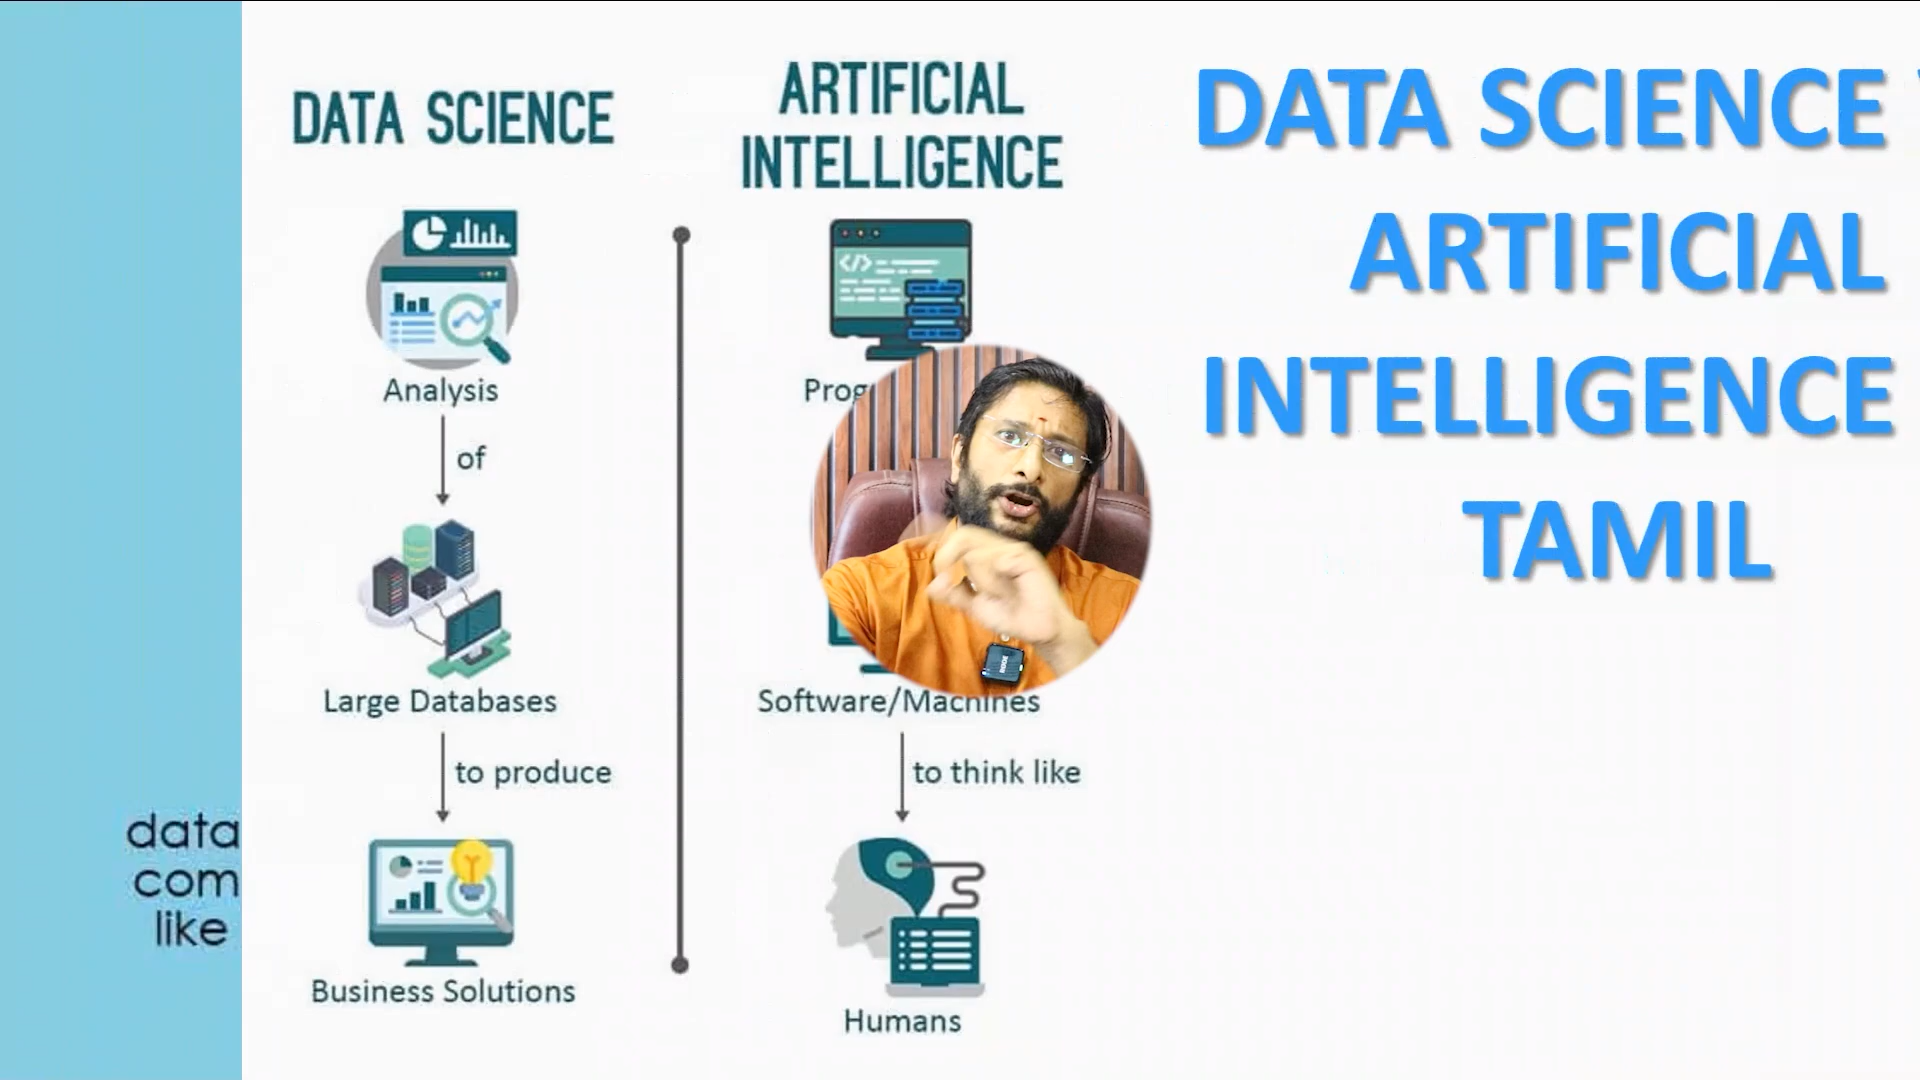 DATA SCIENCE
Analysis
of
Large Databases
to produce
Business Solutions
ARTIFICIAL
INTELLIGENCE
Software/Machines
to think like
Humans
DATA SCIENCE
ARTIFICIAL
INTELLIGENCE
TAMIL
data
com
like